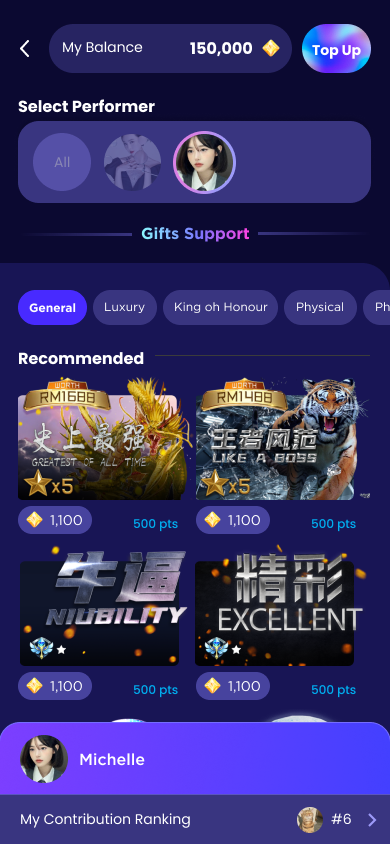 My Balance 150,000 Top Up
Select Performer
All
Gifts Support
General Luxury King oh Honour Physical Ph
Recommended
WORTH
RM1688
史上最强
GREATEST OF ALL TIME
x5
WORTH
RM1488
王者风范
LIKE A BOSS
x5
1,100 500 pts
1,100 500 pts
牛逼
NIUBILITY
精彩
EXCELLENT
1,100 500 pts
1,100 500 pts
Michelle
My Contribution Ranking #6